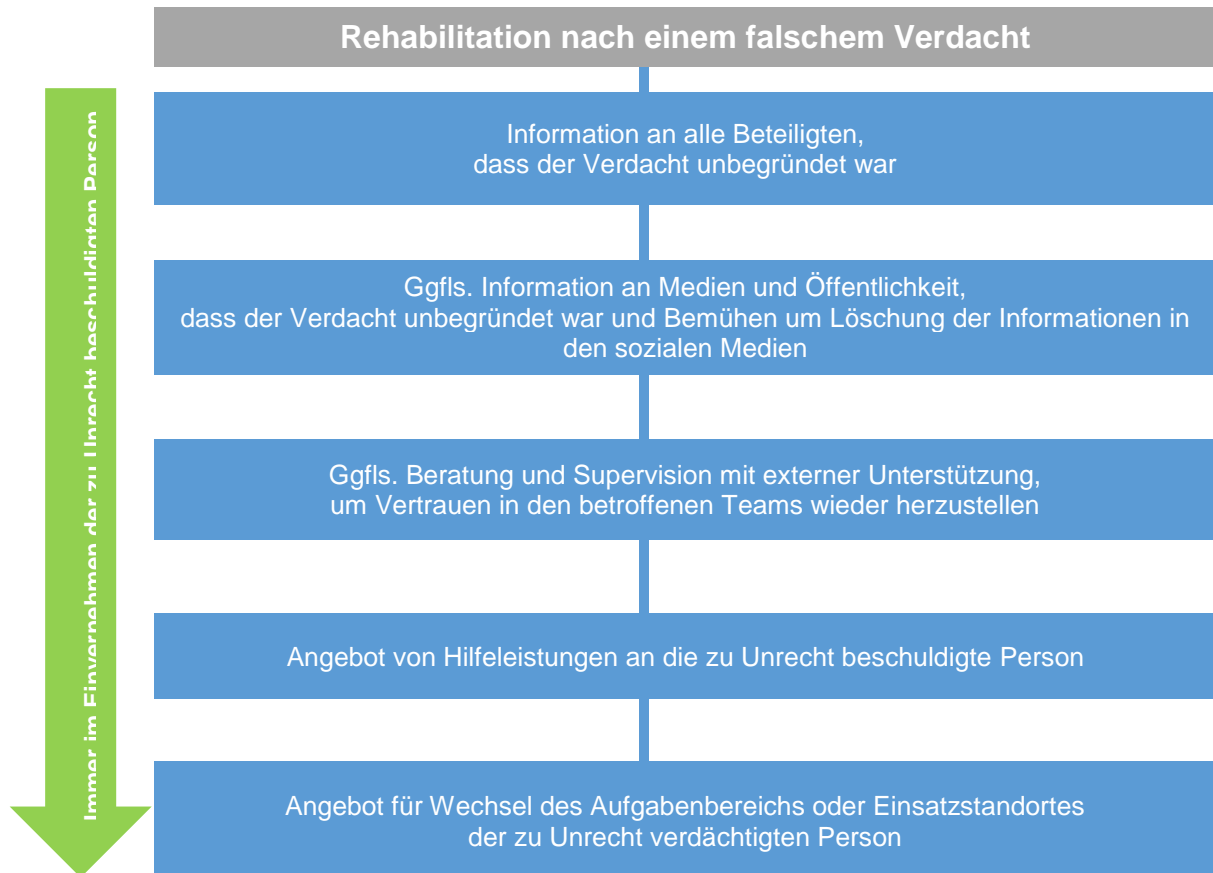 Rehabilitation nach einem falschem Verdacht
Immer im Einvernehmen der zu Unrecht beschuldigten Person
Information an alle Beteiligten,
dass der Verdacht unbegründet war
Ggfls. Information an Medien und Öffentlichkeit,
dass der Verdacht unbegründet war und Bemühen um Löschung der Informationen in
den sozialen Medien
Ggfls. Beratung und Supervision mit externer Unterstützung,
um Vertrauen in den betroffenen Teams wieder herzustellen
Angebot von Hilfeleistungen an die zu Unrecht beschuldigte Person
Angebot für Wechsel des Aufgabenbereichs oder Einsatzstandortes
der zu Unrecht verdächtigten Person